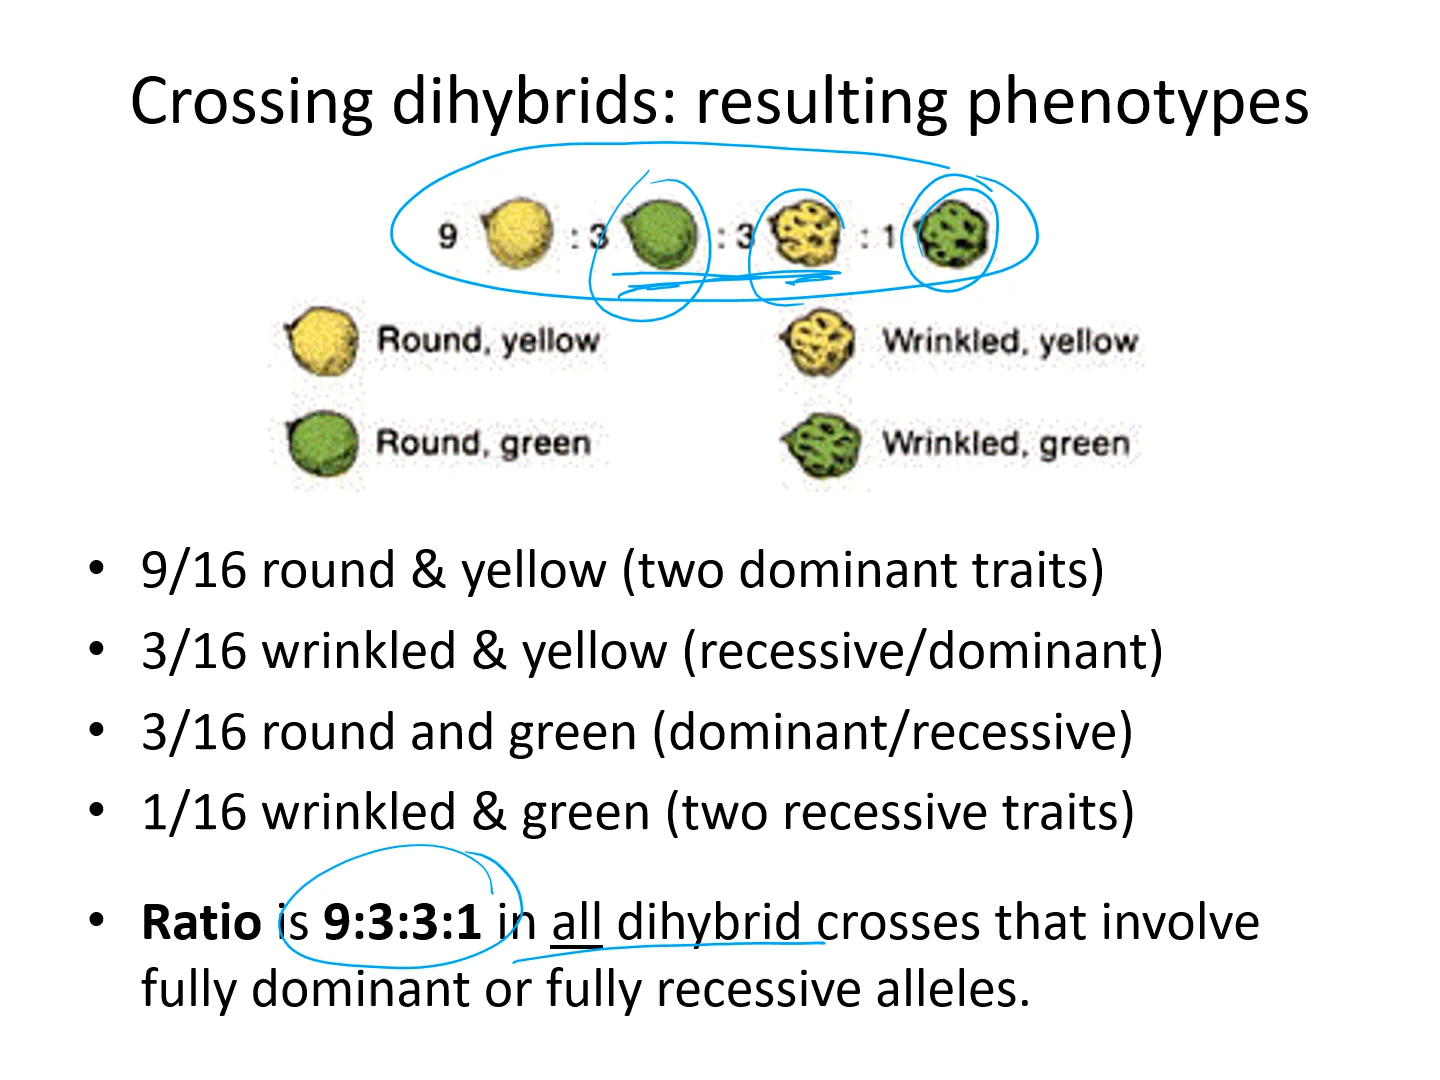 Crossing dihybrids: resulting phenotypes
9 : 3 : 3 : 1
Round, yellow
Wrinkled, yellow
Round, green
Wrinkled, green
• 9/16 round & yellow (two dominant traits)
• 3/16 wrinkled & yellow (recessive/dominant)
• 3/16 round and green (dominant/recessive)
• 1/16 wrinkled & green (two recessive traits)
• Ratio is 9:3:3:1 in all dihybrid crosses that involve
fully dominant or fully recessive alleles.